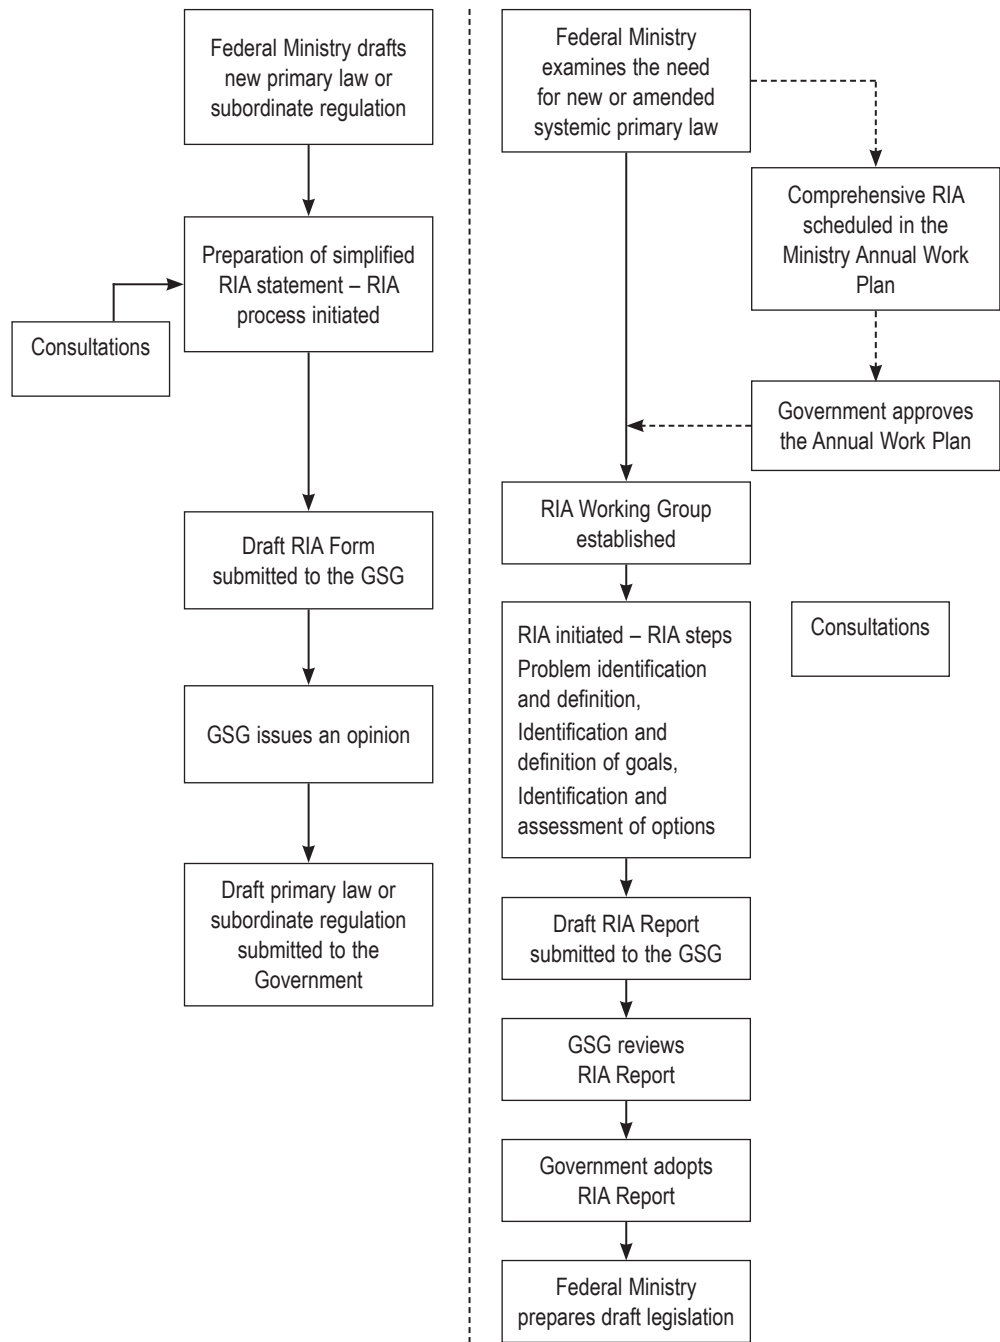 Federal Ministry drafts
new primary law or
subordinate regulation
Preparation of simplified
RIA statement – RIA
process initiated
Consultations
Draft RIA Form
submitted to the GSG
GSG issues an opinion
Draft primary law or
subordinate regulation
submitted to the
Government
Federal Ministry
examines the need
for new or amended
systemic primary law
Comprehensive RIA
scheduled in the
Ministry Annual Work
Plan
Government approves
the Annual Work Plan
RIA Working Group
established
RIA initiated – RIA steps
Problem identification
and definition,
Identification and
definition of goals,
Identification and
assessment of options
Consultations
Draft RIA Report
submitted to the GSG
GSG reviews
RIA Report
Government adopts
RIA Report
Federal Ministry
prepares draft legislation